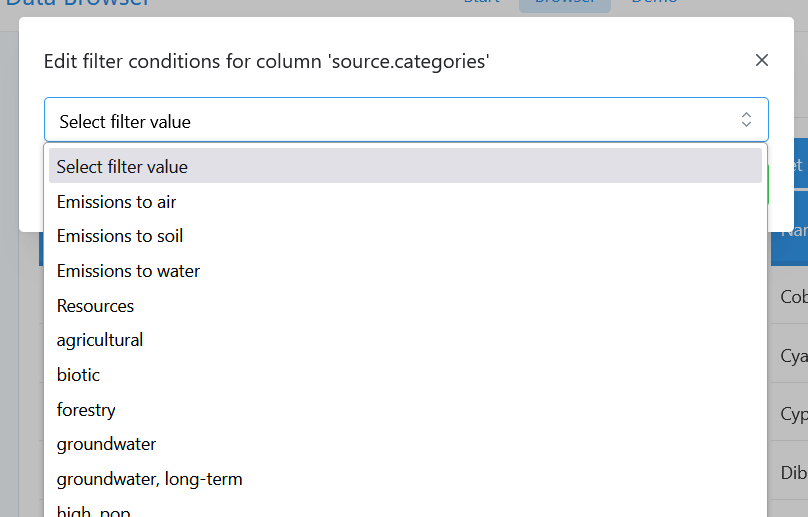 Data Browser
Start Browser Demo
Edit filter conditions for column 'source.categories'
Select filter value
Select filter value
Emissions to air
Emissions to soil
Emissions to water
Resources
agricultural
biotic
forestry
groundwater
groundwater, long-term
high. pop
et
Nar
Cob
Cya
Cyp
Dib